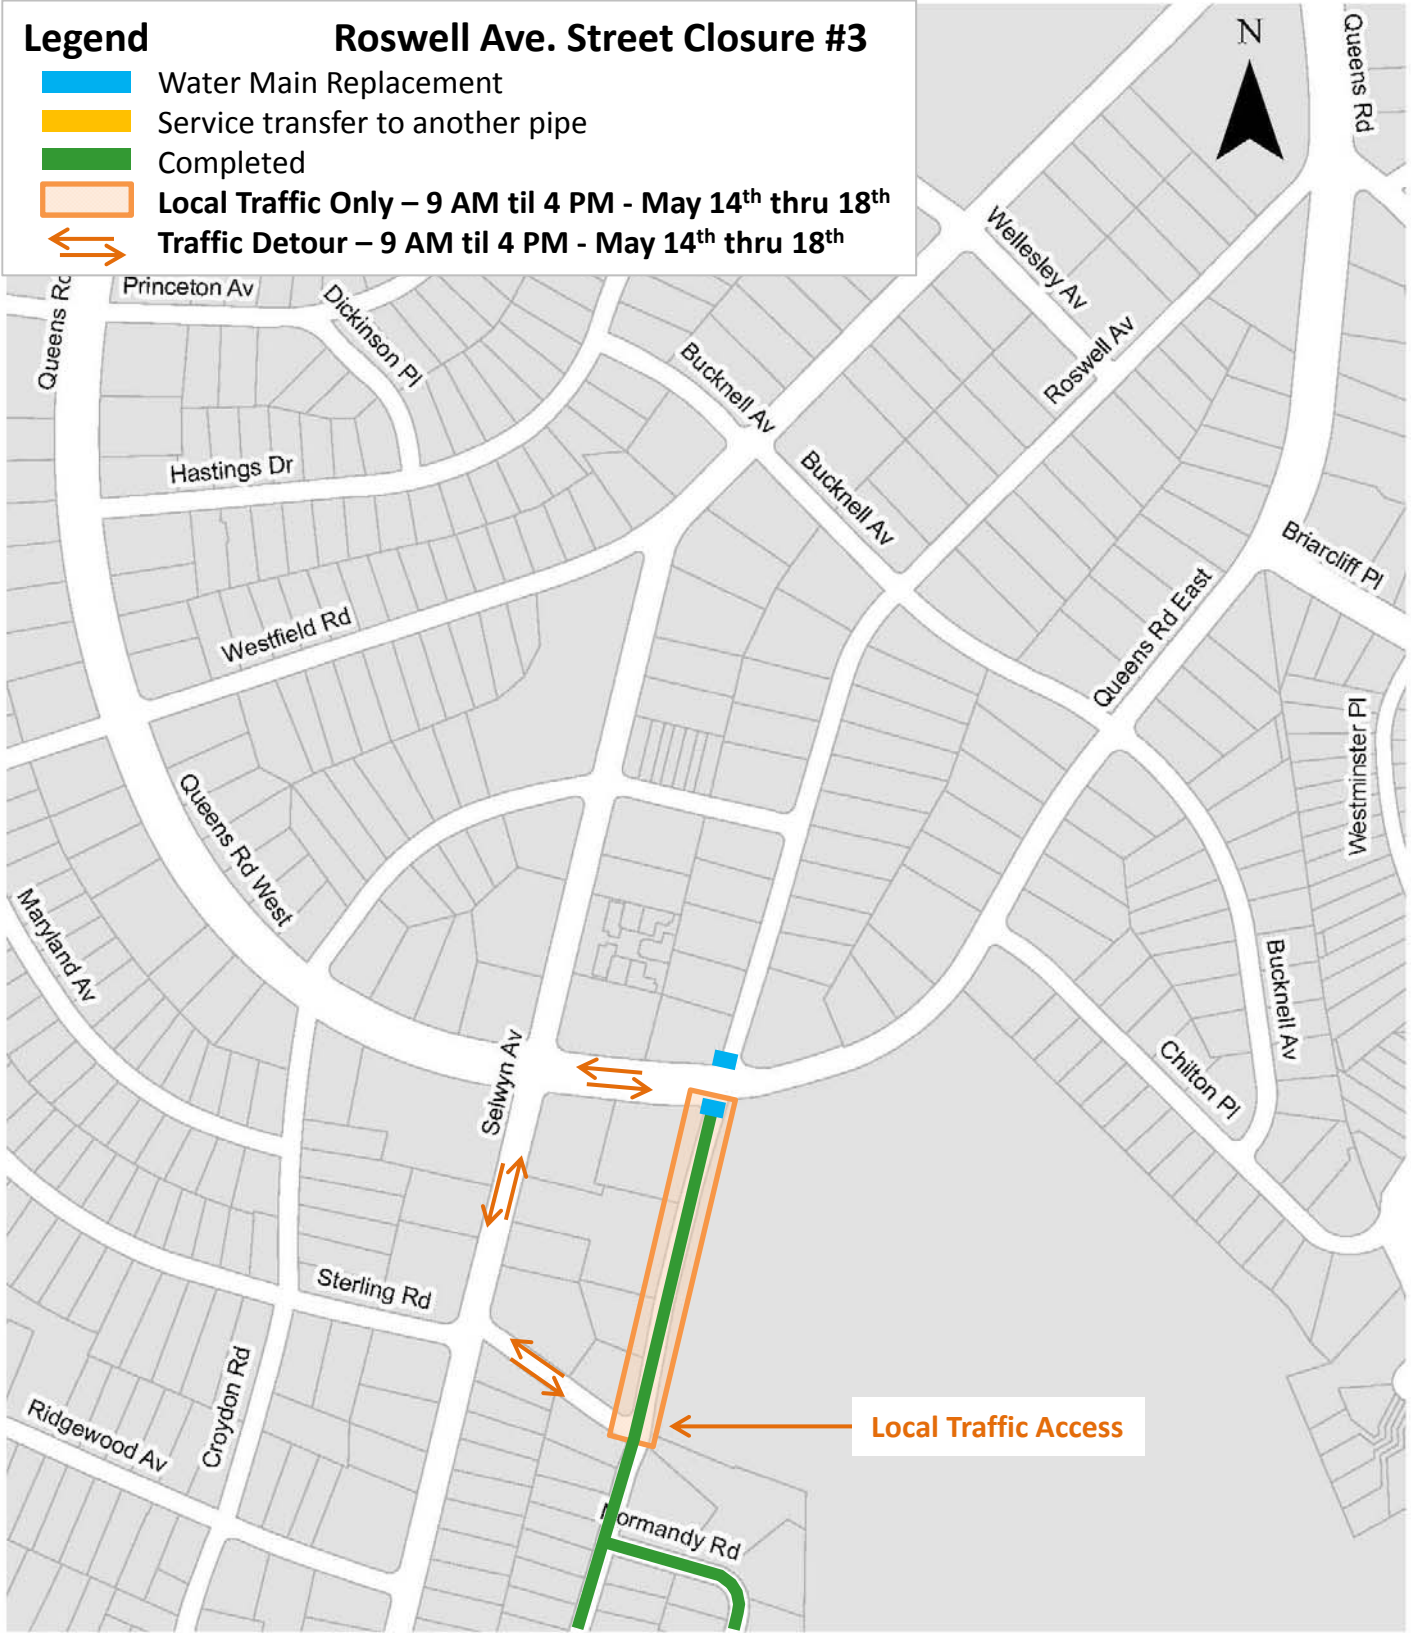 Legend
Roswell Ave. Street Closure #3
Water Main Replacement
Service transfer to another pipe
Completed
Local Traffic Only – 9 AM til 4 PM - May 14th thru 18th
Traffic Detour – 9 AM til 4 PM - May 14th thru 18th
N
Queens Rd
Wellesley Av
Princeton Av
Queens Rd
Dickinson Pl
Roswell Av
Bucknell Av
Hastings Dr
Bucknell Av
Briarcliff Pl
Westfield Rd
Queens Rd East
Westminster Pl
Queens Rd West
Maryland Av
Bucknell Av
Selwyn Av
Chilton Pl
Sterling Rd
Croydon Rd
Ridgewood Av
Local Traffic Access
Normandy Rd